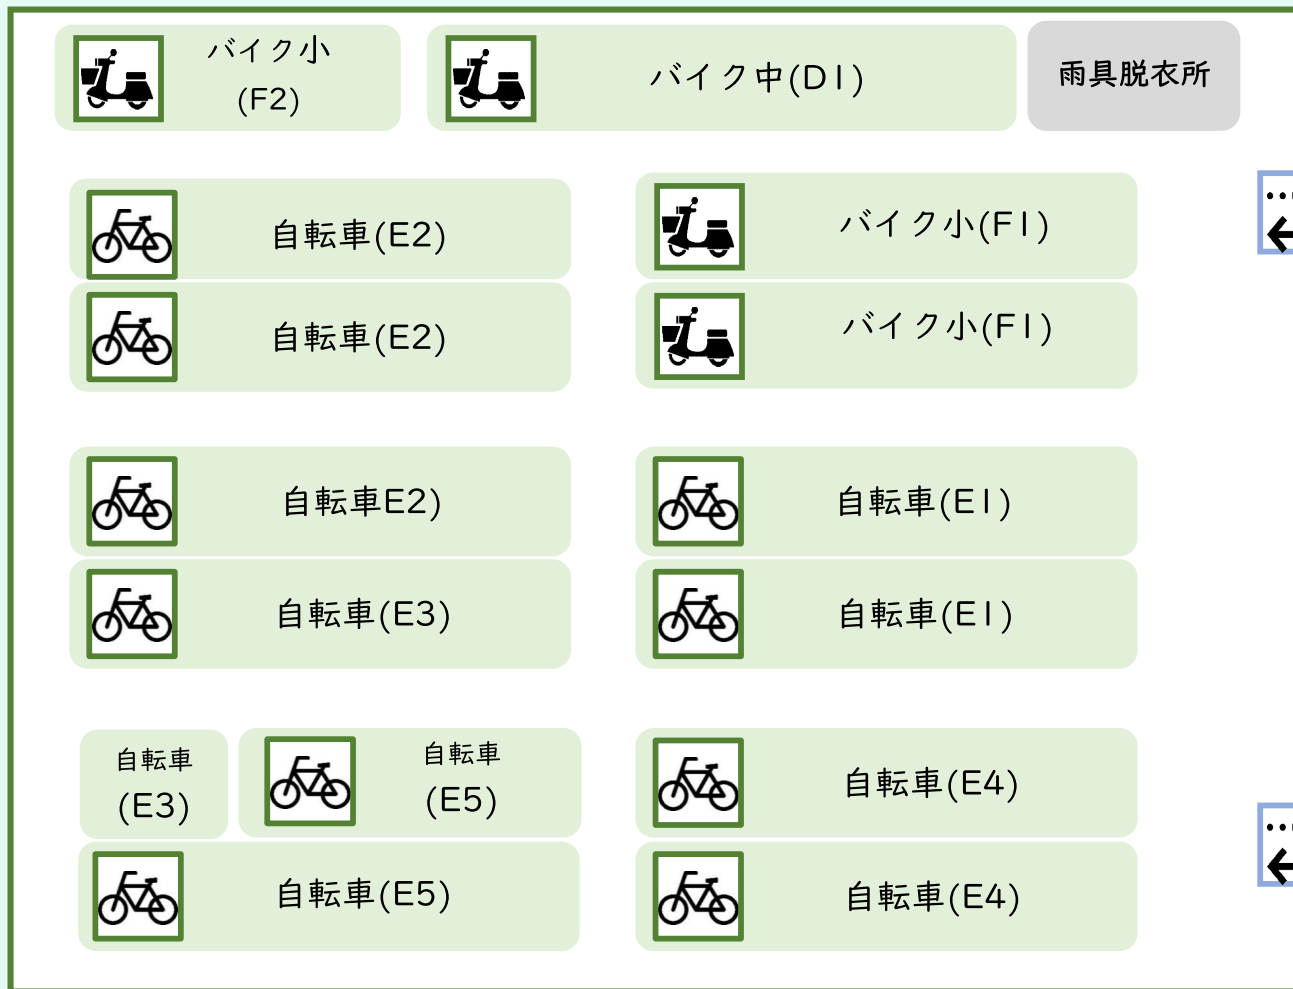 バイク小
(F2)
バイク中(D1)
雨具脱衣所
自転車(E2)
バイク小(F1)
自転車(E2)
バイク小(F1)
自転車E2)
自転車(E1)
自転車(E3)
自転車(E1)
自転車
(E3)
自転車
(E5)
自転車(E4)
自転車(E5)
自転車(E4)